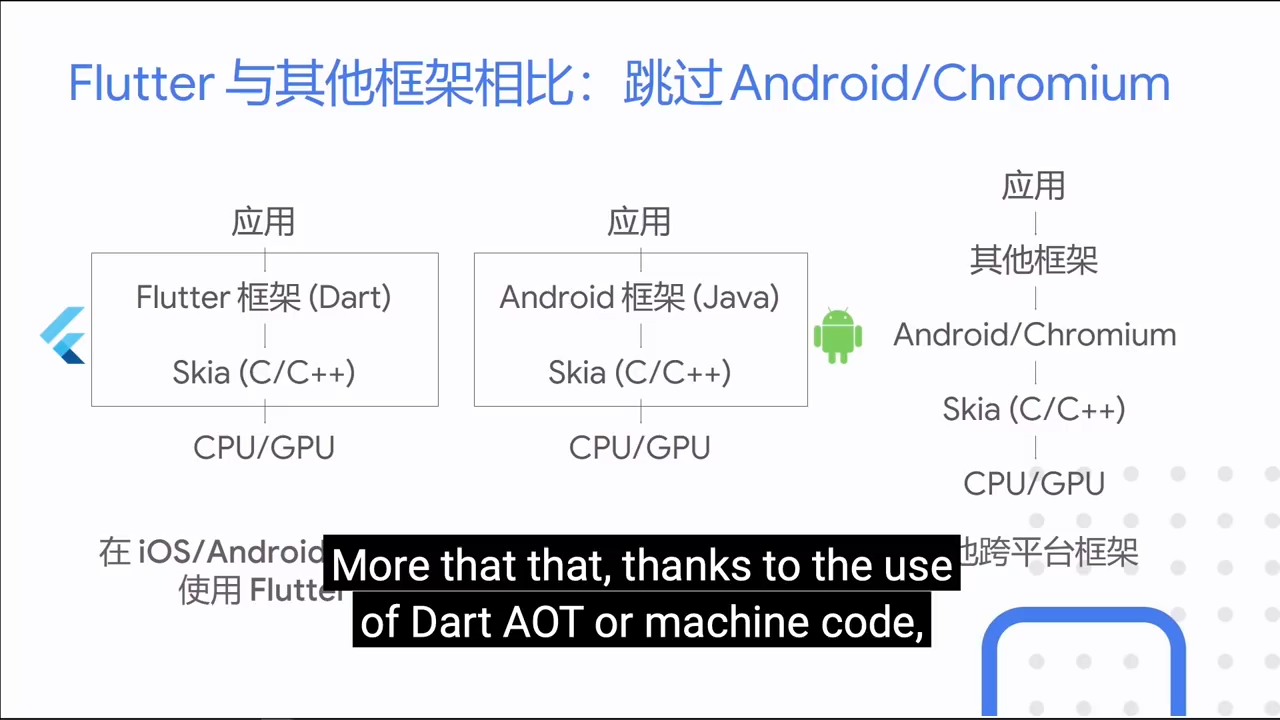 Flutter 与其他框架相比：跳过 Android/Chromium
应用
Flutter 框架 (Dart)
Skia (C/C++)
CPU/GPU
在 iOS/Android
使用 Flutter
应用
Android 框架 (Java)
Skia (C/C++)
CPU/GPU
应用
其他框架
Android/Chromium
Skia (C/C++)
CPU/GPU
跨平台框架
More that that, thanks to the use
of Dart AOT or machine code,